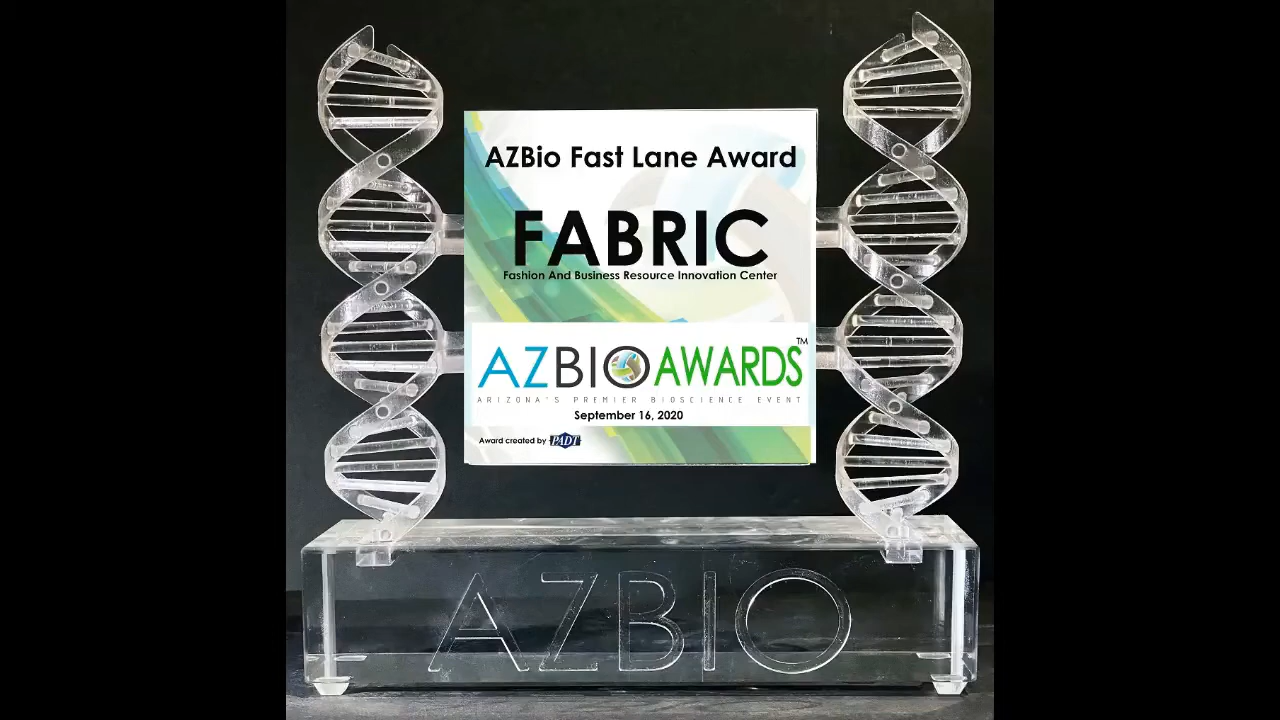 AZBio Fast Lane Award
FABRIC
Fashion And Business Resource Innovation Center
AZBIO AWARDS™
ARIZONA'S PREMIER BIOSCIENCE EVENT
September 16, 2020
Award created by PADT
AZBIO